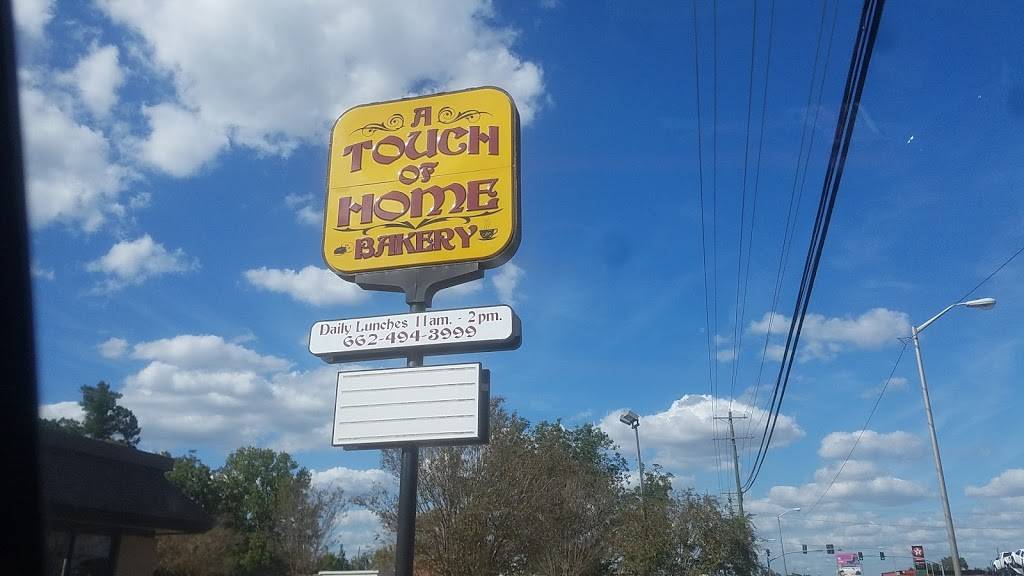 A
TOUCH
OF
HOME
BAKERY
Daily Lunches 11am. - 2pm.
662-494-3999